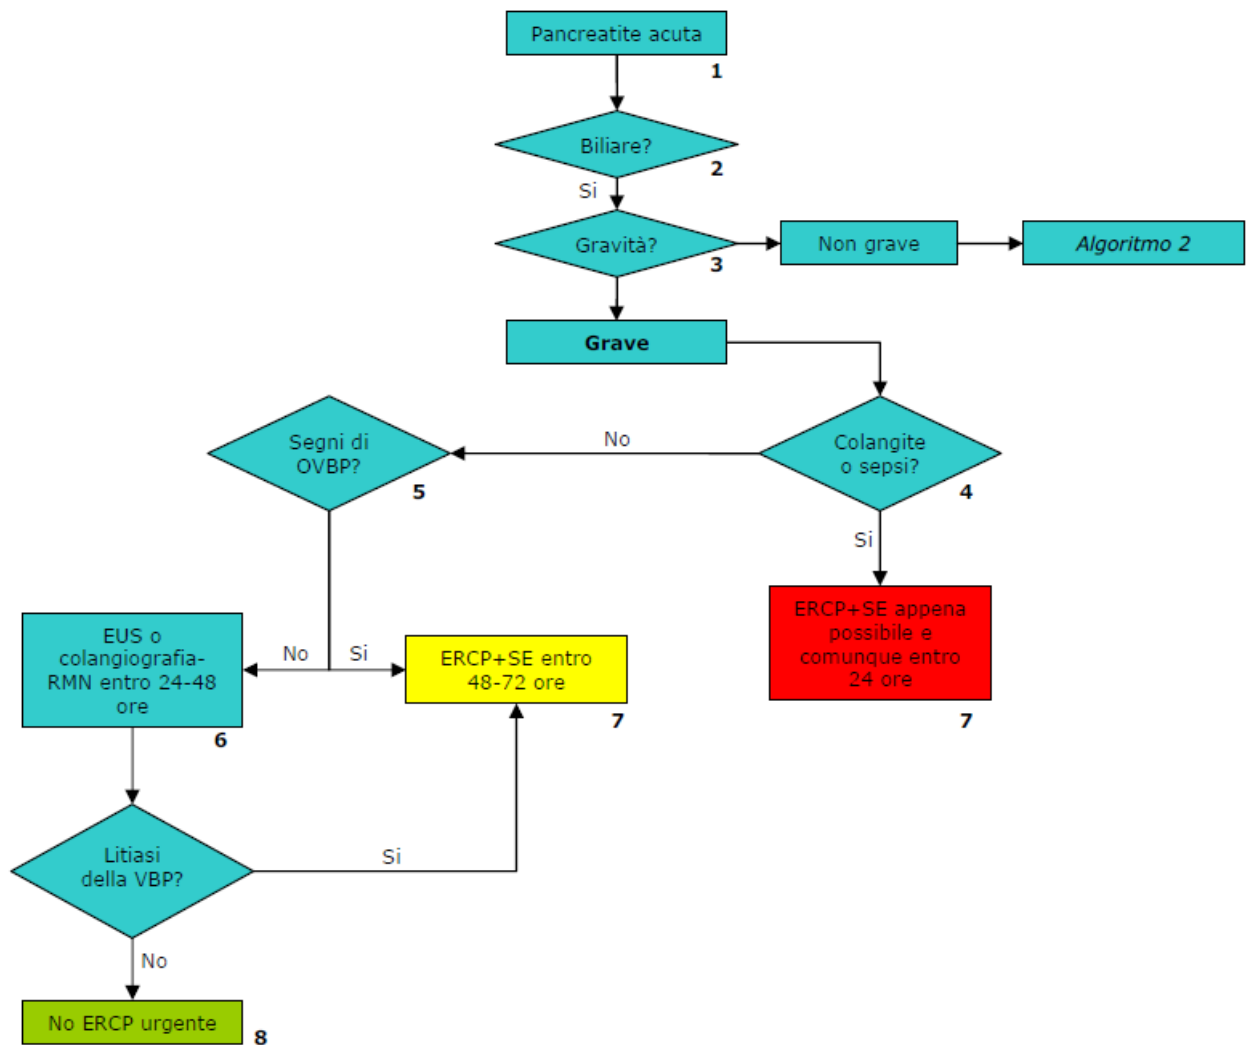 Pancreatite acuta
1
Biliare?
2
Si
Gravità?
3
Non grave
Algoritmo 2
Grave
Segni di
OVBP?
5
No
Colangite
o sepsi?
4
Si
EUS o
colangiografia-
RMN entro 24-48
ore
6
No
Si
ERCP+SE entro
48-72 ore
7
ERCP+SE appena
possibile e
comunque entro
24 ore
7
Litiasi
della VBP?
Si
No
No ERCP urgente
8